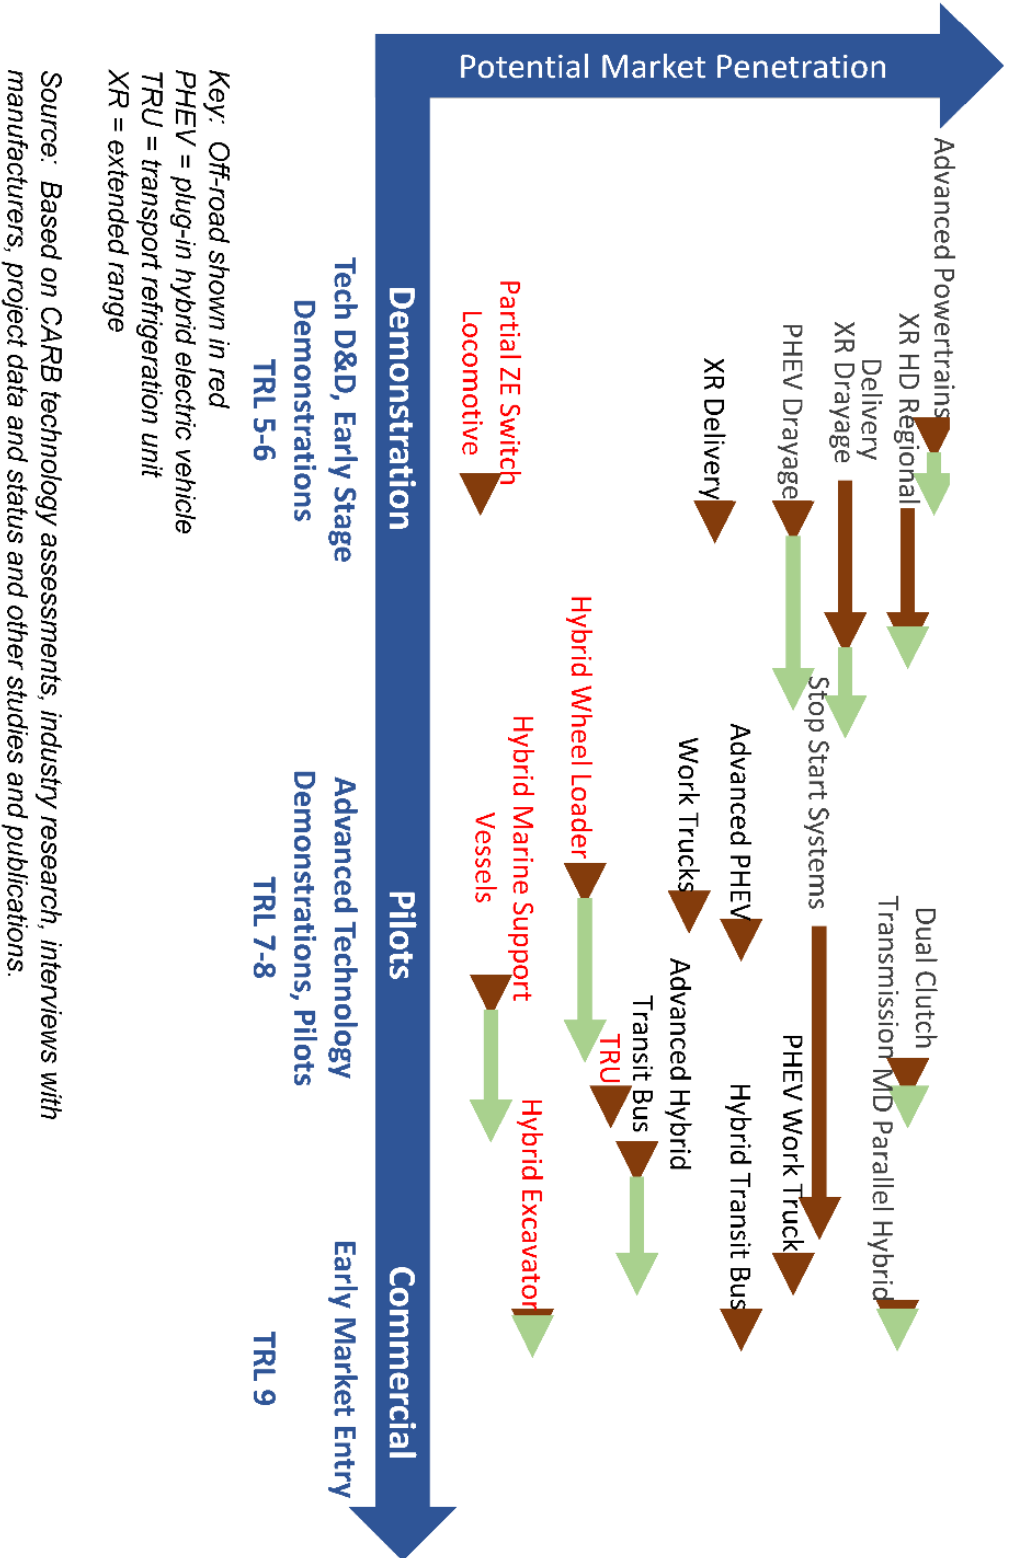 Potential Market Penetration
Advanced Powertrains
XR HD Regional
Delivery
XR Drayage
PHEV Drayage
XR Delivery
Partial ZE Switch
Locomotive
Dual Clutch
Transmission
MD Parallel Hybrid
Stop Start Systems
PHEV Work Truck
Advanced PHEV
Work Trucks
Hybrid Transit Bus
Advanced Hybrid
Transit Bus
TRU
Hybrid Wheel Loader
Hybrid Marine Support
Vessels
Hybrid Excavator
Demonstration
Pilots
Commercial
Tech D&D, Early Stage
Demonstrations
TRL 5-6
Advanced Technology
Demonstrations, Pilots
TRL 7-8
Early Market Entry
TRL 9
Key: Off-road shown in red
PHEV = plug-in hybrid electric vehicle
TRU = transport refrigeration unit
XR = extended range
Source: Based on CARB technology assessments, industry research, interviews with
manufacturers, project data and status and other studies and publications.